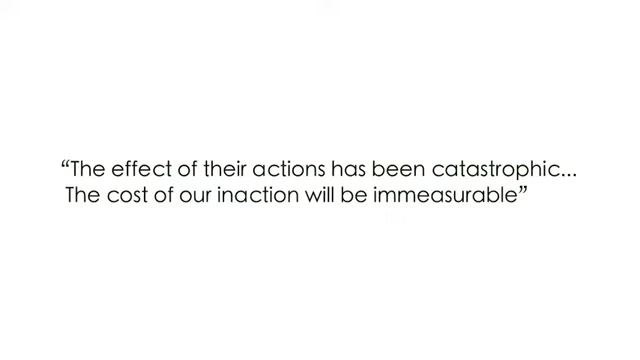 “The effect of their actions has been catastrophic...
The cost of our inaction will be immeasurable”